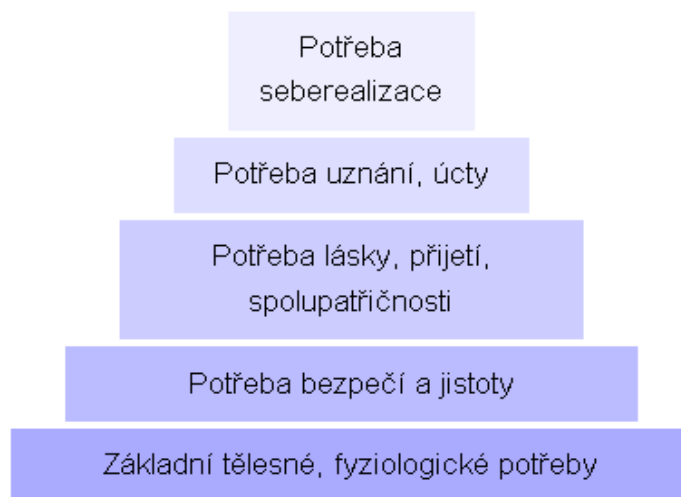 Potřeba
seberealizace
Potřeba uznání, úcty
Potřeba lásky, přijetí,
spolupatřičnosti
Potřeba bezpečí a jistoty
Základní tělesné, fyziologické potřeby